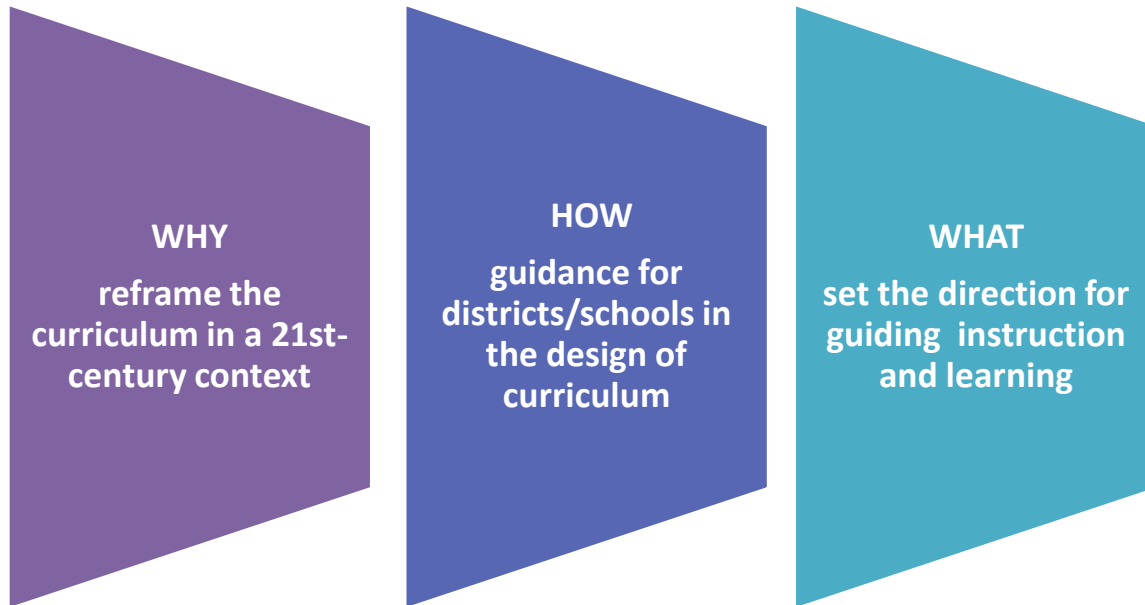 WHY
reframe the
curriculum in a 21st-
century context
HOW
guidance for
districts/schools in
the design of
curriculum
WHAT
set the direction for
guiding  instruction
and learning